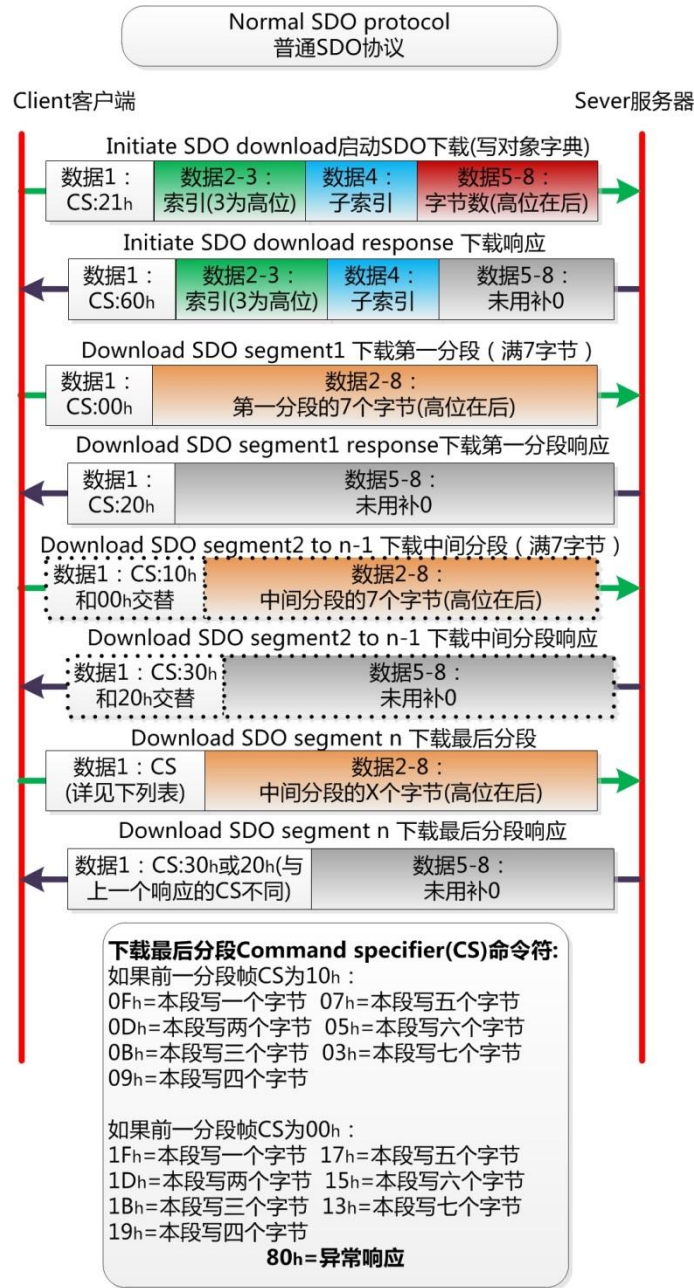 Normal SDO protocol
普通SDO协议
Client客户端
Sever服务器
Initiate SDO download启动SDO下载(写对象字典)
数据1：
CS:21h
数据2-3：
索引(3为高位)
数据4：
子索引
数据5-8：
字节数(高位在后)
Initiate SDO download response 下载响应
数据1：
CS:60h
数据2-3：
索引(3为高位)
数据4：
子索引
数据5-8：
未用补0
Download SDO segment1 下载第一分段（满7字节）
数据1：
CS:00h
数据2-8：
第一分段的7个字节(高位在后)
Download SDO segment1 response下载第一分段响应
数据1：
CS:20h
数据5-8：
未用补0
Download SDO segment2 to n-1 下载中间分段（满7字节）
数据1：CS:10h
和00h交替
数据2-8：
中间分段的7个字节(高位在后)
Download SDO segment2 to n-1 下载中间分段响应
数据1：CS:30h
和20h交替
数据5-8：
未用补0
Download SDO segment n 下载最后分段
数据1：CS
(详见下列表)
数据2-8：
中间分段的X个字节(高位在后)
Download SDO segment n 下载最后分段响应
数据1：CS:30h或20h(与
上一个响应的CS不同)
数据5-8：
未用补0
下载最后分段Command specifier(CS)命令符:
如果前一分段帧CS为10h：
0Fh=本段写一个字节 07h=本段写五个字节
0Dh=本段写两个字节 05h=本段写六个字节
0Bh=本段写三个字节 03h=本段写七个字节
09h=本段写四个字节
如果前一分段帧CS为00h：
1Fh=本段写一个字节 17h=本段写五个字节
1Dh=本段写两个字节 15h=本段写六个字节
1Bh=本段写三个字节 13h=本段写七个字节
19h=本段写四个字节
80h=异常响应